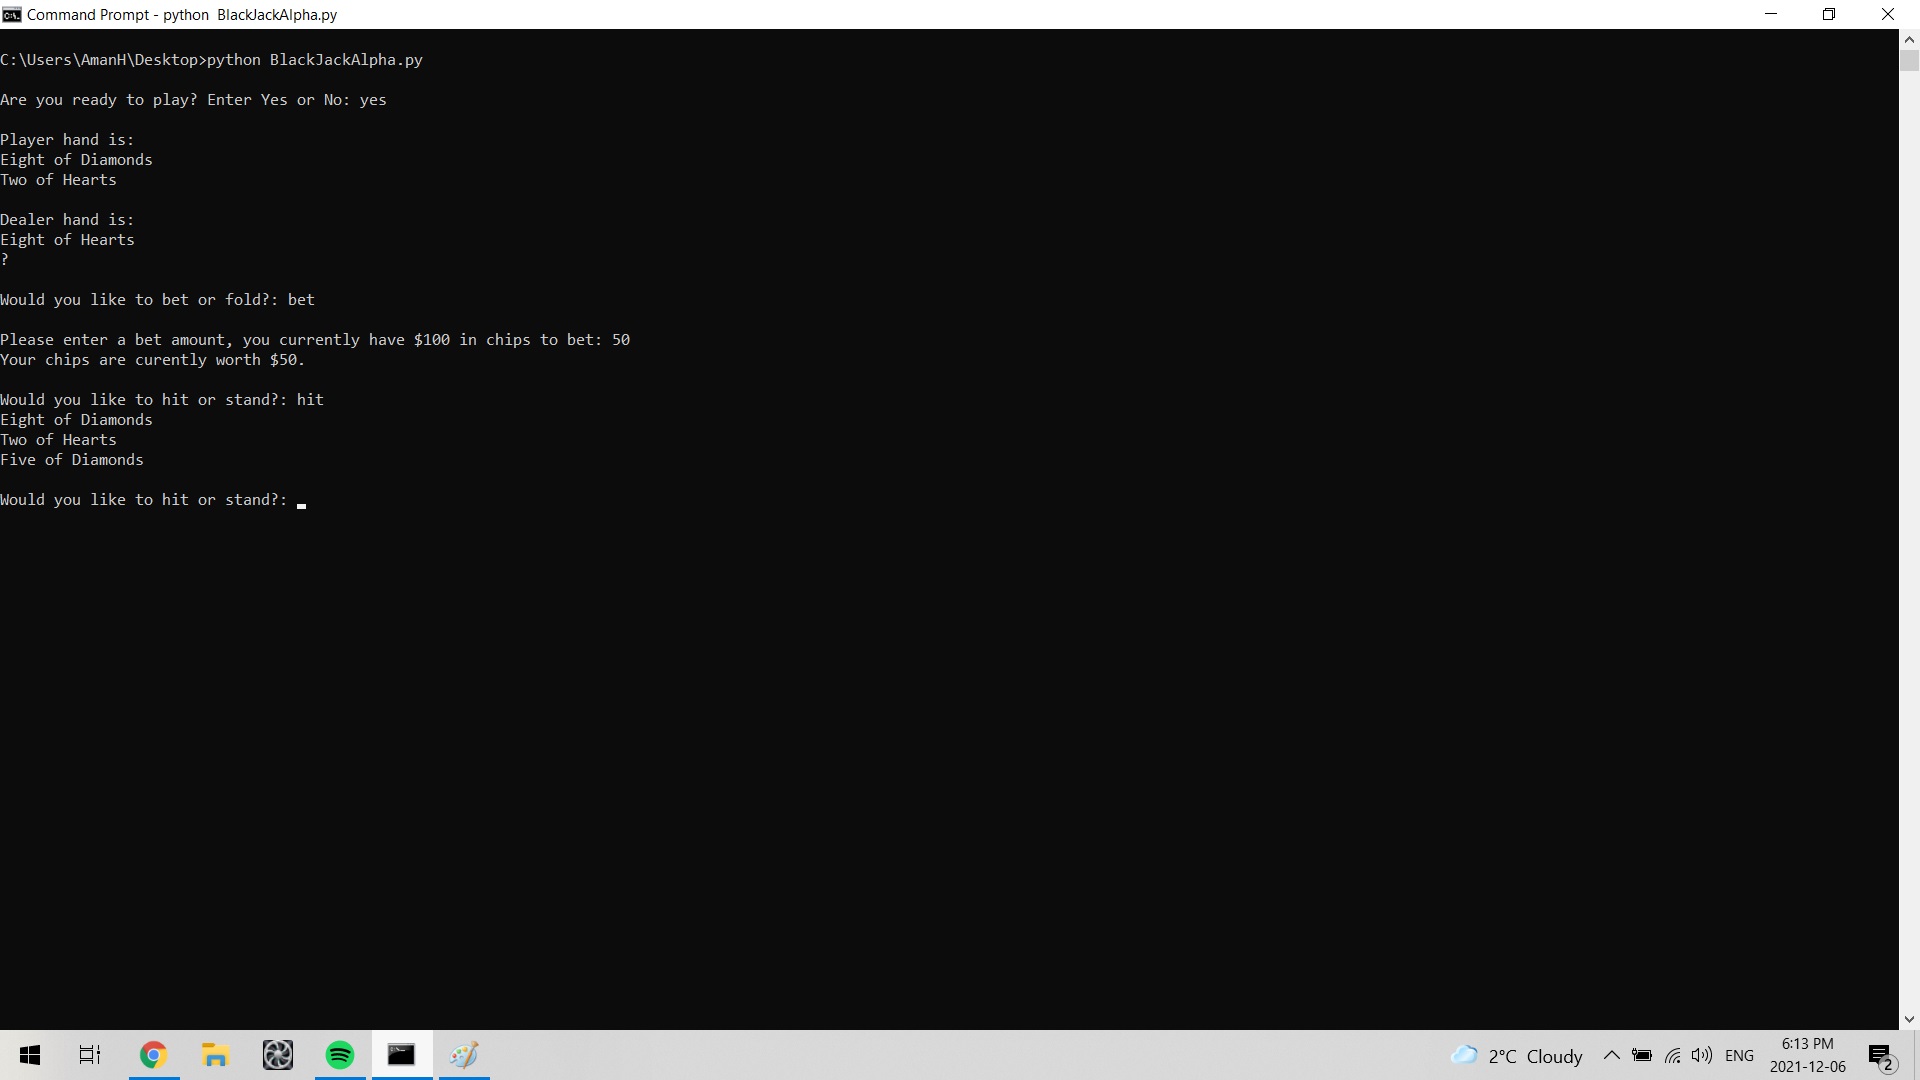 Command Prompt - python  BlackJackAlpha.py
C:\Users\AmanH\Desktop>python BlackJackAlpha.py
Are you ready to play? Enter Yes or No: yes
Player hand is:
Eight of Diamonds
Two of Hearts
Dealer hand is:
Eight of Hearts
?
Would you like to bet or fold?: bet
Please enter a bet amount, you currently have $100 in chips to bet: 50
Your chips are curently worth $50.
Would you like to hit or stand?: hit
Eight of Diamonds
Two of Hearts
Five of Diamonds
Would you like to hit or stand?:
2°C Cloudy
ENG
6:13 PM
2021-12-06
2